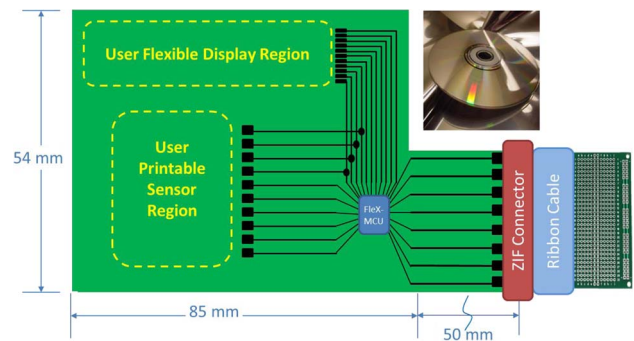 User Flexible Display Region
User
Printable
Sensor
Region
54 mm
FleX-
MCU
ZIF Connector
Ribbon Cable
85 mm
50 mm